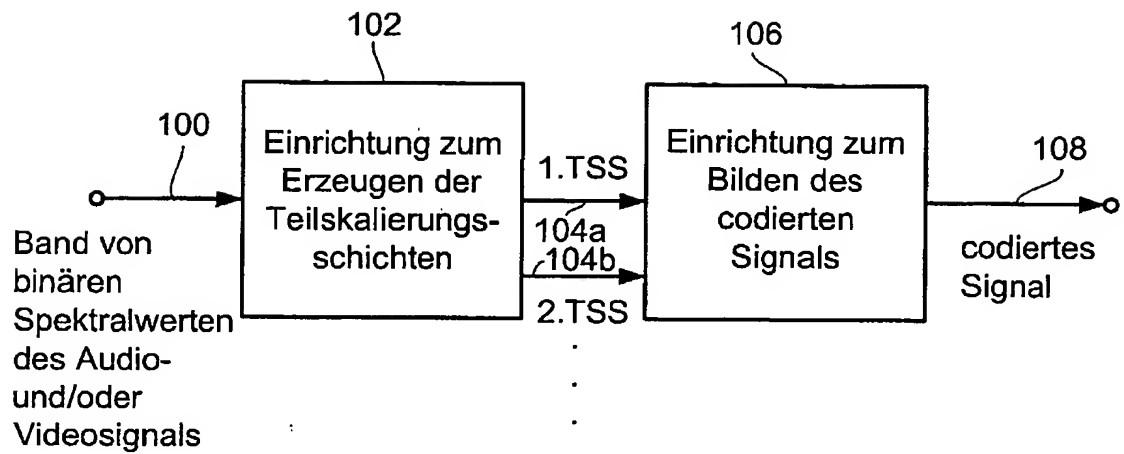 102
106
100
Einrichtung zum
Erzeugen der
Teilskalierungs-
schichten
1.TSS
104a
104b
2.TSS
Einrichtung zum
Bilden des
codierten
Signals
108
Band von
binären
Spektralwerten
des Audio-
und/oder
Videosignals
codiertes
Signal